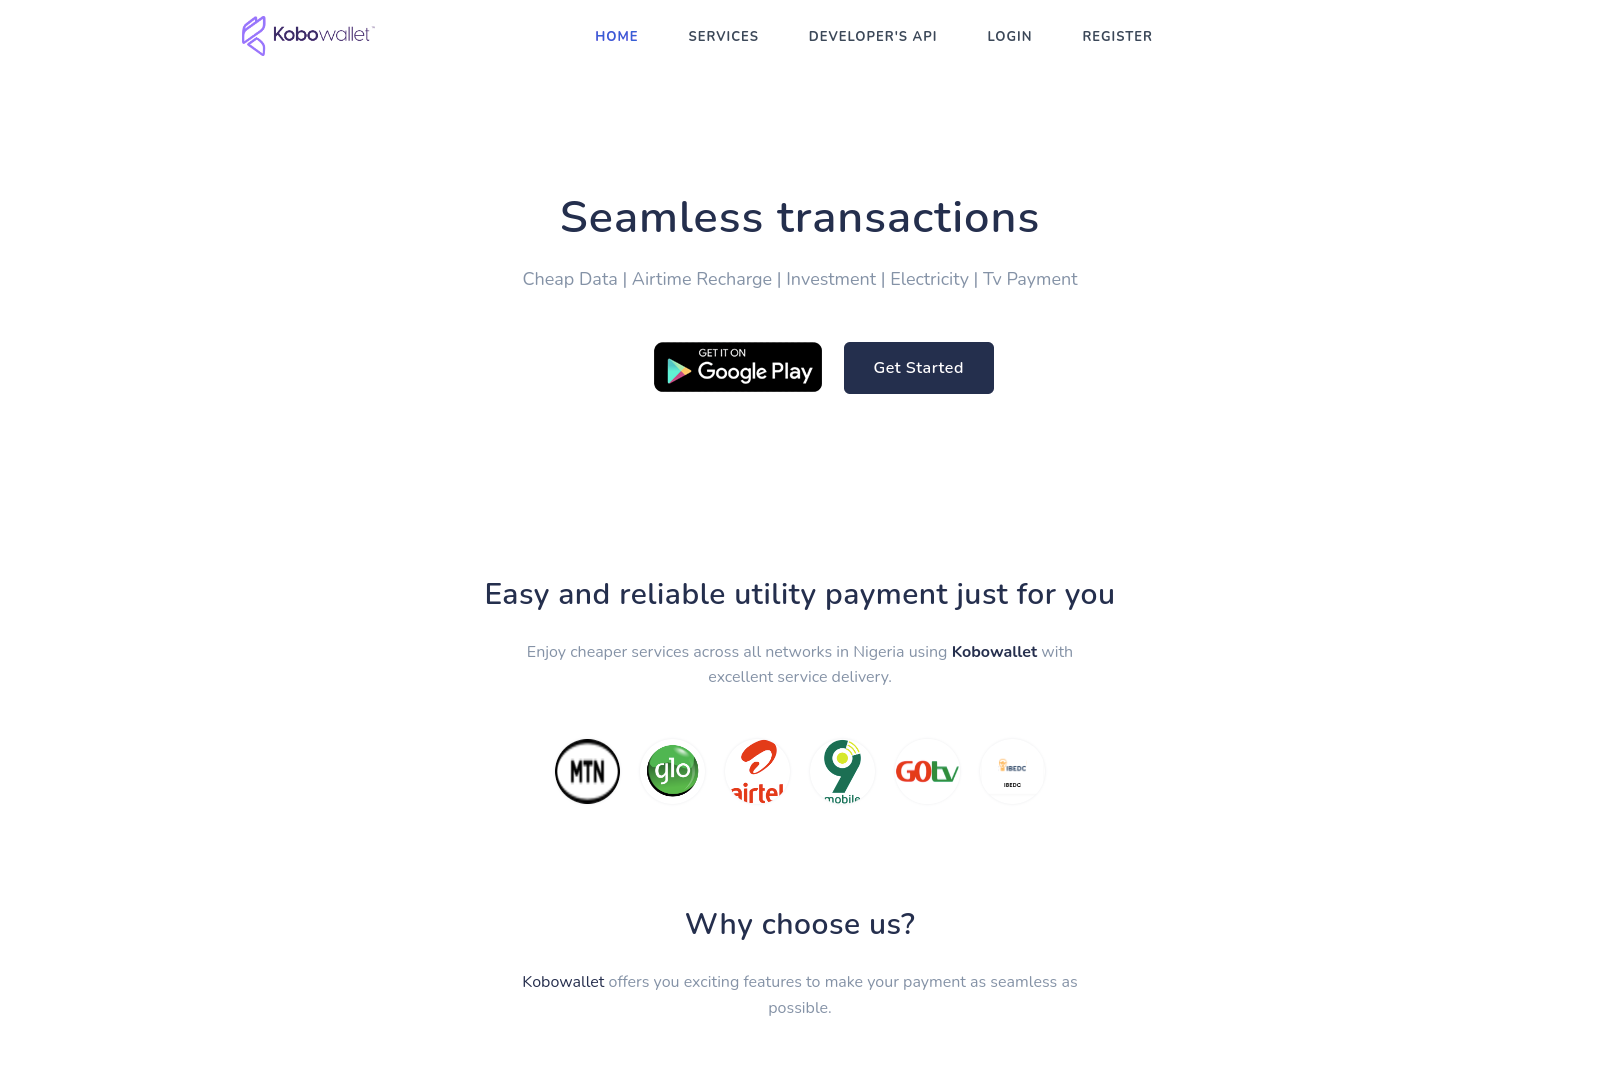 Kobowallet™
HOME
SERVICES
DEVELOPER'S API
LOGIN
REGISTER
Seamless transactions
Cheap Data | Airtime Recharge | Investment | Electricity | Tv Payment
GET IT ON
Google Play
Get Started
Easy and reliable utility payment just for you
Enjoy cheaper services across all networks in Nigeria using Kobowallet with
excellent service delivery.
MTN
glo
airtel
9
mobile
GOtv
IBEDC
IBEDC
Why choose us?
Kobowallet offers you exciting features to make your payment as seamless as
possible.